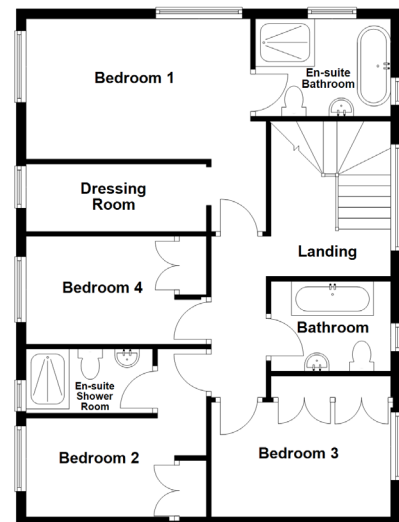 Bedroom 1
En-suite
Bathroom
Dressing
Room
Landing
Bedroom 4
Bathroom
En-suite
Shower
Room
Bedroom 3
Bedroom 2